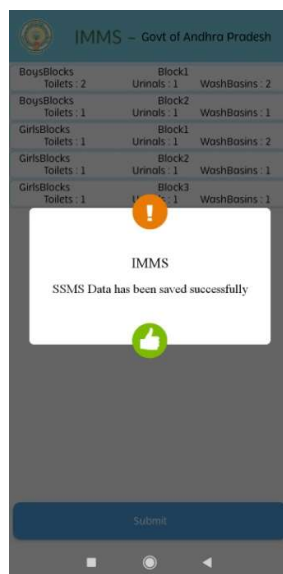 IMMS – Govt of Andhra Pradesh
BoysBlocks Block1
Toilets : 2 Urinals : 1 WashBasins : 2
BoysBlocks Block2
Toilets : 1 Urinals : 1 WashBasins : 1
GirlsBlocks Block1
Toilets : 1 Urinals : 1 WashBasins : 2
GirlsBlocks Block2
Toilets : 1 Urinals : 1 WashBasins : 1
GirlsBlocks Block3
Toilets : 1 : 1 WashBasins : 1
IMMS
SSMS Data has been saved successfully
Submit